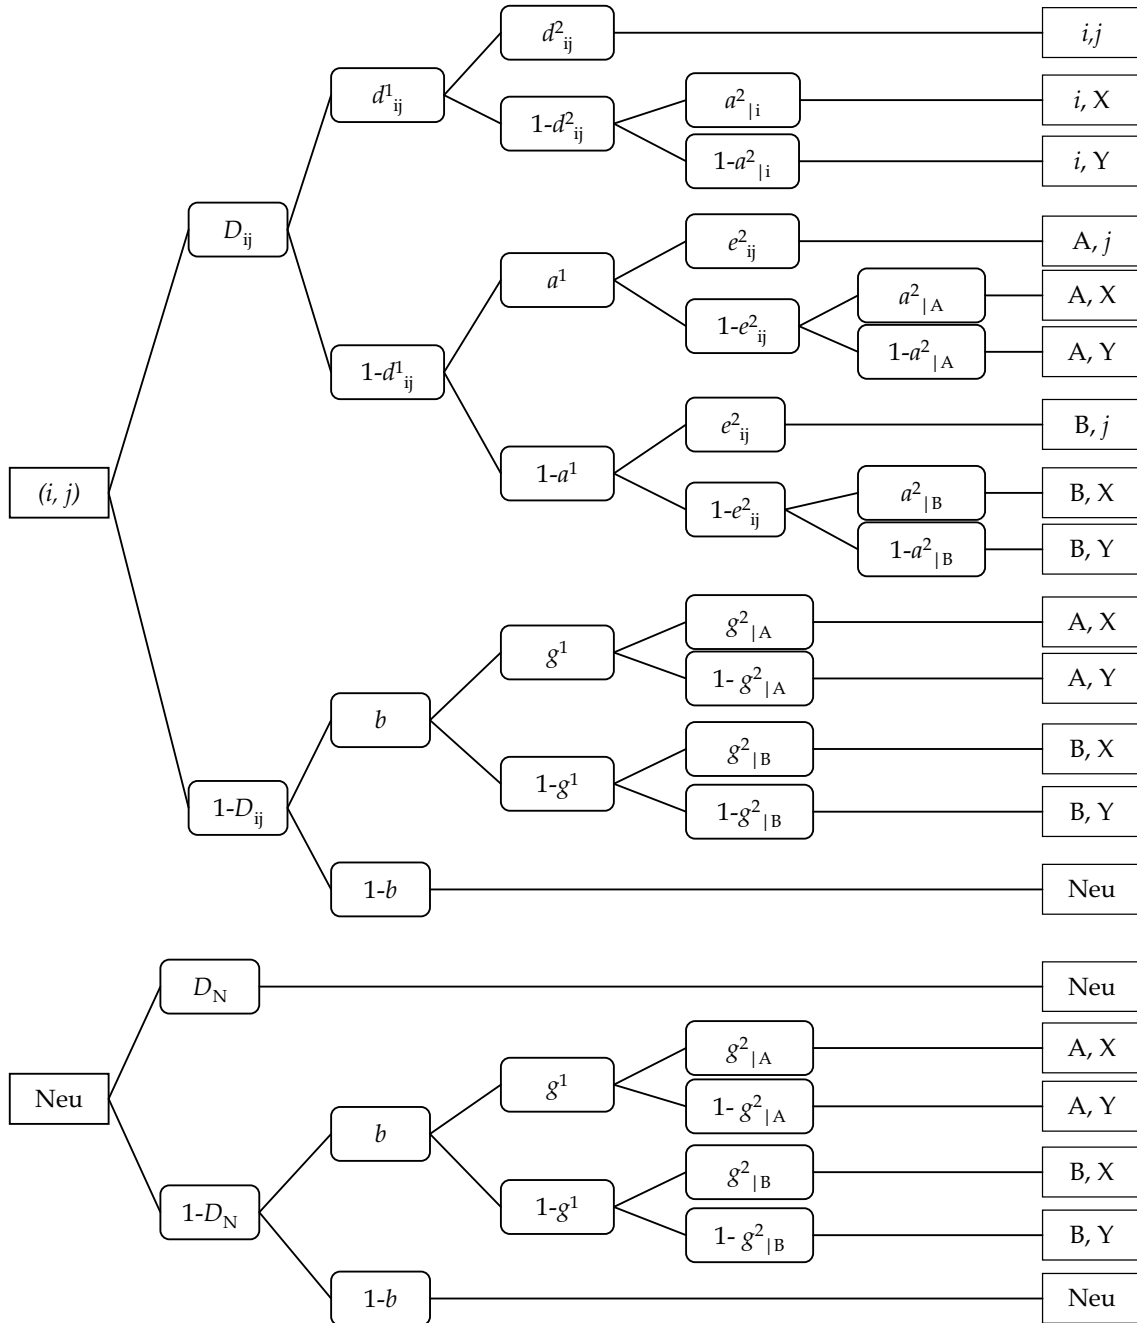 d²ij
i,j
d¹ij
a²|i
i, X
1-d²ij
1-a²|i
i, Y
Dij
e²ij
A, j
a¹
a²|A
A, X
1-e²ij
1-a²|A
A, Y
1-d¹ij
e²ij
B, j
1-a¹
(i, j)
a²|B
B, X
1-e²ij
1-a²|B
B, Y
g²|A
A, X
g¹
1- g²|A
A, Y
b
g²|B
B, X
1-g¹
1-Dij
1-g²|B
B, Y
1-b
Neu
DN
Neu
g²|A
A, X
g¹
Neu
1- g²|A
A, Y
b
g²|B
B, X
1-g¹
1-DN
1- g²|B
B, Y
1-b
Neu